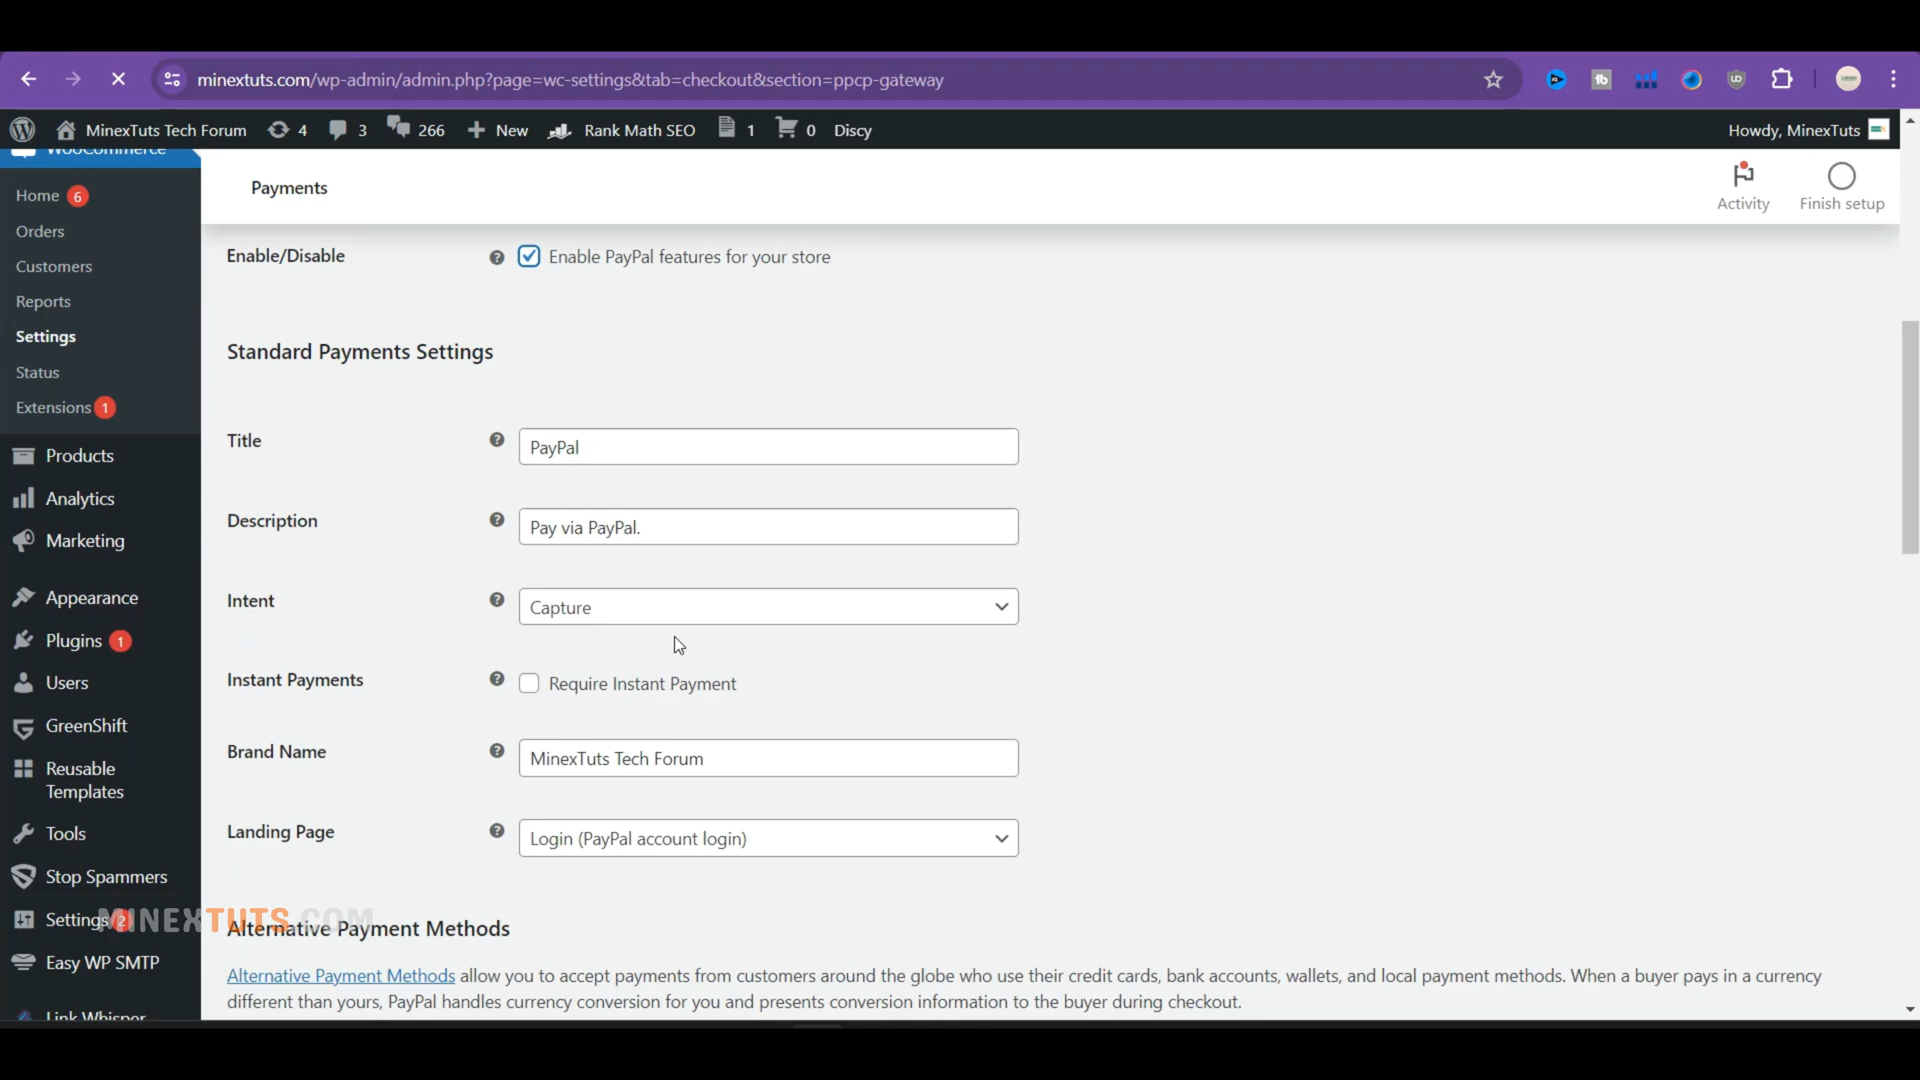 minextuts.com/wp-admin/admin.php?page=wc-settings&tab=checkout&section=ppcp-gateway
MinexTuts Tech Forum 4 3 266 New Rank Math SEO 1 0 Discy Howdy, MinexTuts
WooCommerce
Home 6
Orders
Customers
Reports
Settings
Status
Extensions 1
Products
Analytics
Marketing
Appearance
Plugins 1
Users
GreenShift
Reusable
Templates
Tools
Stop Spammers
Settings 2
Easy WP SMTP
Link Whisper
Payments
Activity
Finish setup
Enable/Disable Enable PayPal features for your store
Standard Payments Settings
Title PayPal
Description Pay via PayPal.
Intent Capture
Instant Payments Require Instant Payment
Brand Name MinexTuts Tech Forum
Landing Page Login (PayPal account login)
MINEXTUTS.COM
Alternative Payment Methods
Alternative Payment Methods allow you to accept payments from customers around the globe who use their credit cards, bank accounts, wallets, and local payment methods. When a buyer pays in a currency
different than yours, PayPal handles currency conversion for you and presents conversion information to the buyer during checkout.